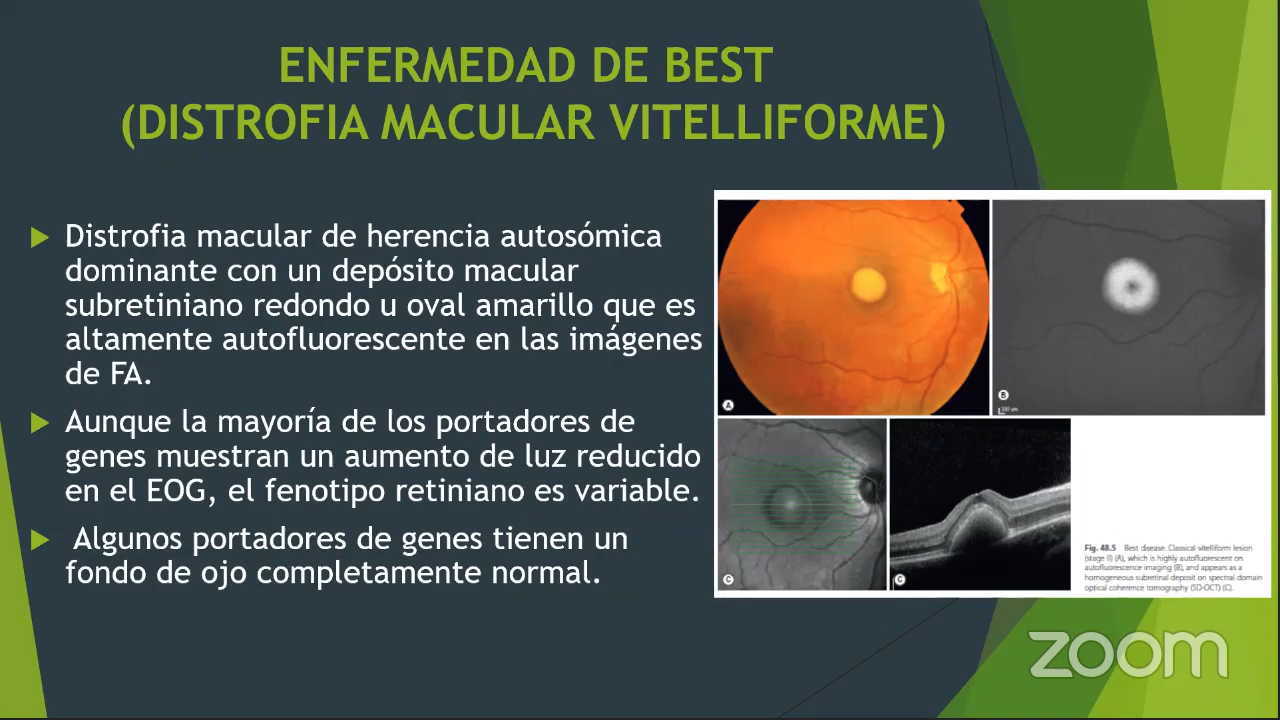 ENFERMEDAD DE BEST
(DISTROFIA MACULAR VITELLIFORME)
Distrofia macular de herencia autosómica
dominante con un depósito macular
subretiniano redondo u oval amarillo que es
altamente autofluorescente en las imágenes
de FA.
Aunque la mayoría de los portadores de
genes muestran un aumento de luz reducido
en el EOG, el fenotipo retiniano es variable.
Algunos portadores de genes tienen un
fondo de ojo completamente normal.
A
B
200 µm
C
C
Fig. 48.5 Best disease. Classical vitelliform lesion
(stage II) (A), which is highly autofluorescent on
autofluorescence imaging (B), and appears as a
homogeneous subretinal deposit on spectral domain
optical coherence tomography (SD-OCT) (C).
zoom